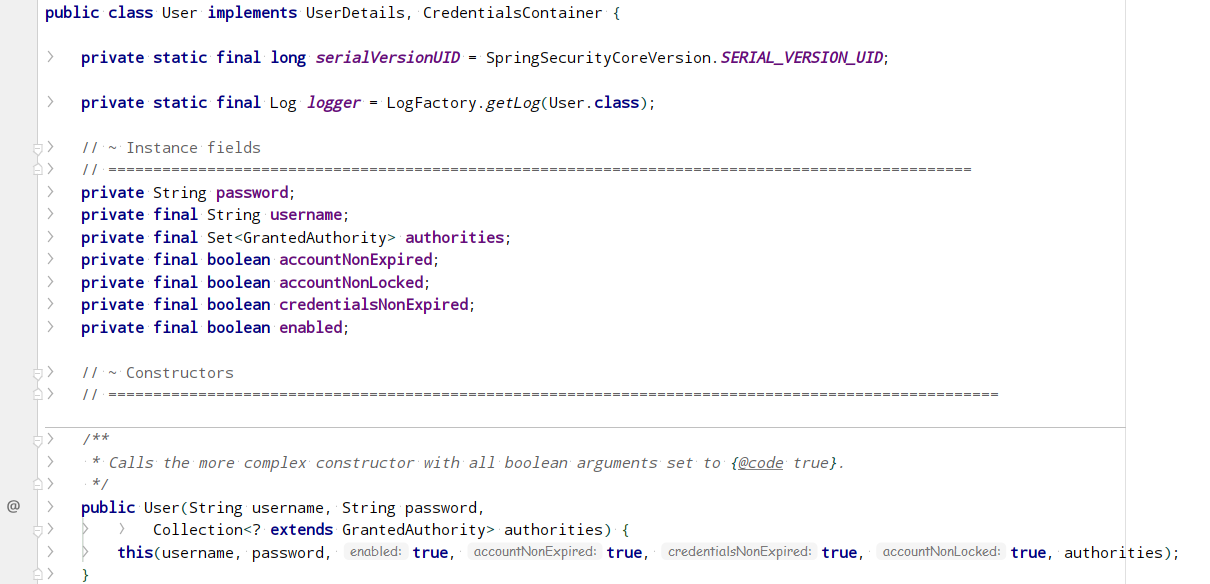 public class User implements UserDetails, CredentialsContainer {
private static final long serialVersionUID = SpringSecurityCoreVersion.SERIAL_VERSION_UID;
private static final Log logger = LogFactory.getLog(User.class);
// ~ Instance fields
// ================================================================================================
private String password;
private final String username;
private final Set<GrantedAuthority> authorities;
private final boolean accountNonExpired;
private final boolean accountNonLocked;
private final boolean credentialsNonExpired;
private final boolean enabled;
// ~ Constructors
// ===================================================================================================
/**
* Calls the more complex constructor with all boolean arguments set to {@code true}.
*/
@ public User(String username, String password,
Collection<? extends GrantedAuthority> authorities) {
this(username, password, enabled: true, accountNonExpired: true, credentialsNonExpired: true, accountNonLocked: true, authorities);
}